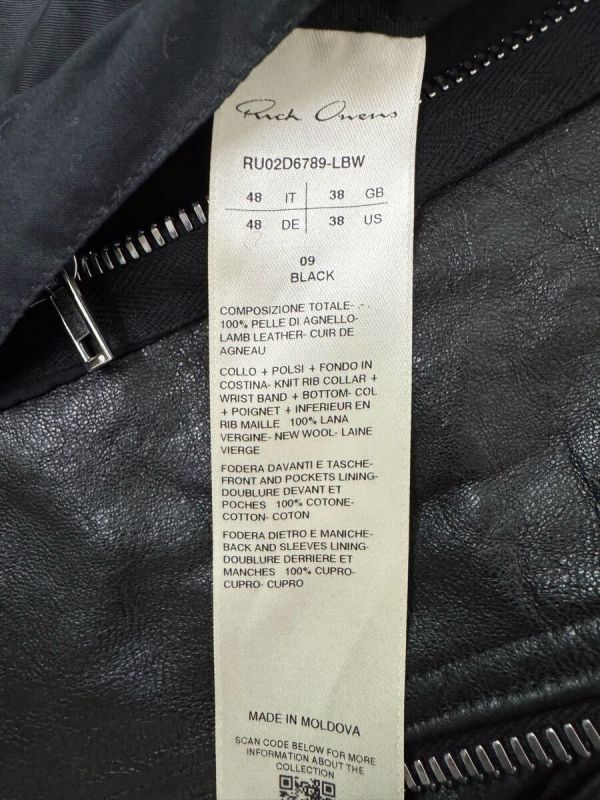 Rick Owens
RU02D6789-LBW
48 IT 38 GB
48 DE 38 US
09
BLACK
COMPOSIZIONE TOTALE-
100% PELLE DI AGNELLO-
LAMB LEATHER- CUIR DE
AGNEAU
COLLO + POLSI + FONDO IN
COSTINA- KNIT RIB COLLAR +
WRIST BAND + BOTTOM- COL
+ POIGNET + INFERIEUR EN
RIB MAILLE 100% LANA
VERGINE- NEW WOOL- LAINE
VIERGE
FODERA DAVANTI E TASCHE-
FRONT AND POCKETS LINING-
DOUBLURE DEVANT ET
POCHES 100% COTONE-
COTTON- COTON
FODERA DIETRO E MANICHE-
BACK AND SLEEVES LINING-
DOUBLURE DERRIERE ET
MANCHES 100% CUPRO-
CUPRO- CUPRO
MADE IN MOLDOVA
SCAN CODE BELOW FOR MORE
INFORMATION ABOUT THE
COLLECTION